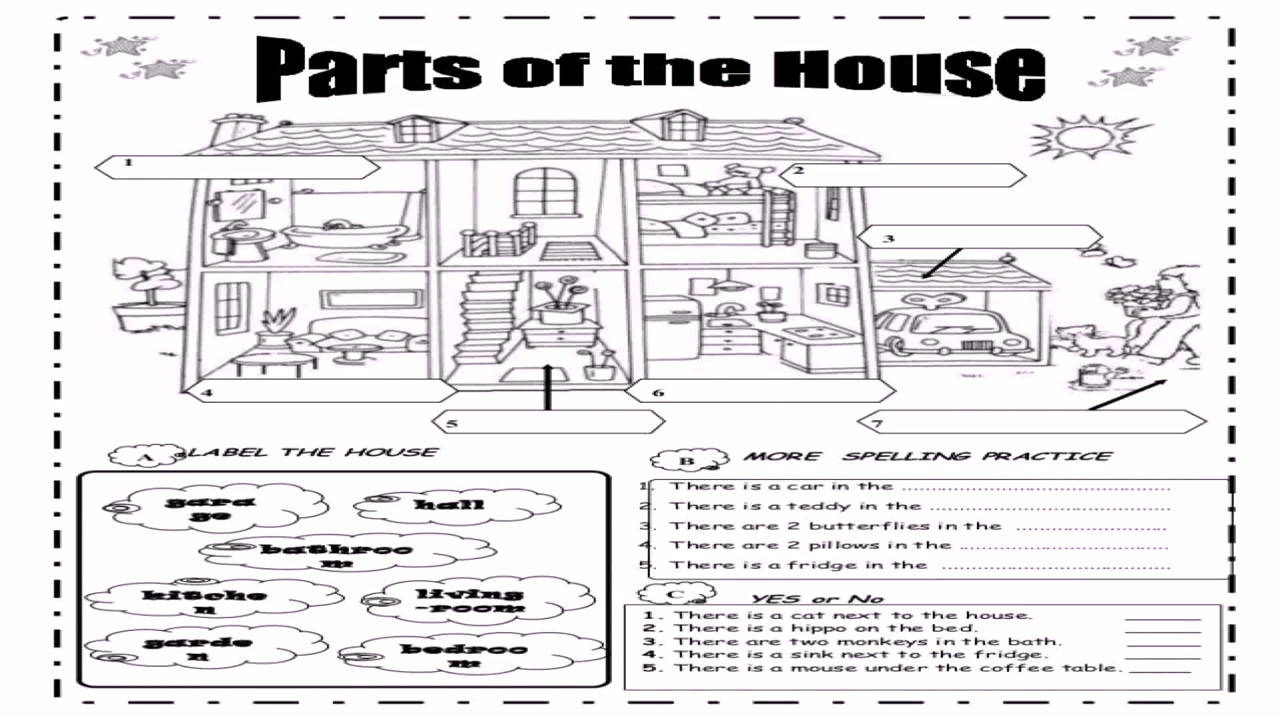 Parts of the House
1
2
3
4
6
5
7
A LABEL THE HOUSE
gara
ge
hall
bathroo
m
kitche
n
living
-room
garde
n
bedroo
m
B MORE SPELLING PRACTICE
1. There is a car in the ...............................................
2. There is a teddy in the ..........................................
3. There are 2 butterflies in the ..........................
4. There are 2 pillows in the .....................................
5. There is a fridge in the ........................................
C YES or No
1. There is a cat next to the house. ________
2. There is a hippo on the bed. ________
3. There are two monkeys in the bath. ________
4. There is a sink next to the fridge. ________
5. There is a mouse under the coffee table. ________